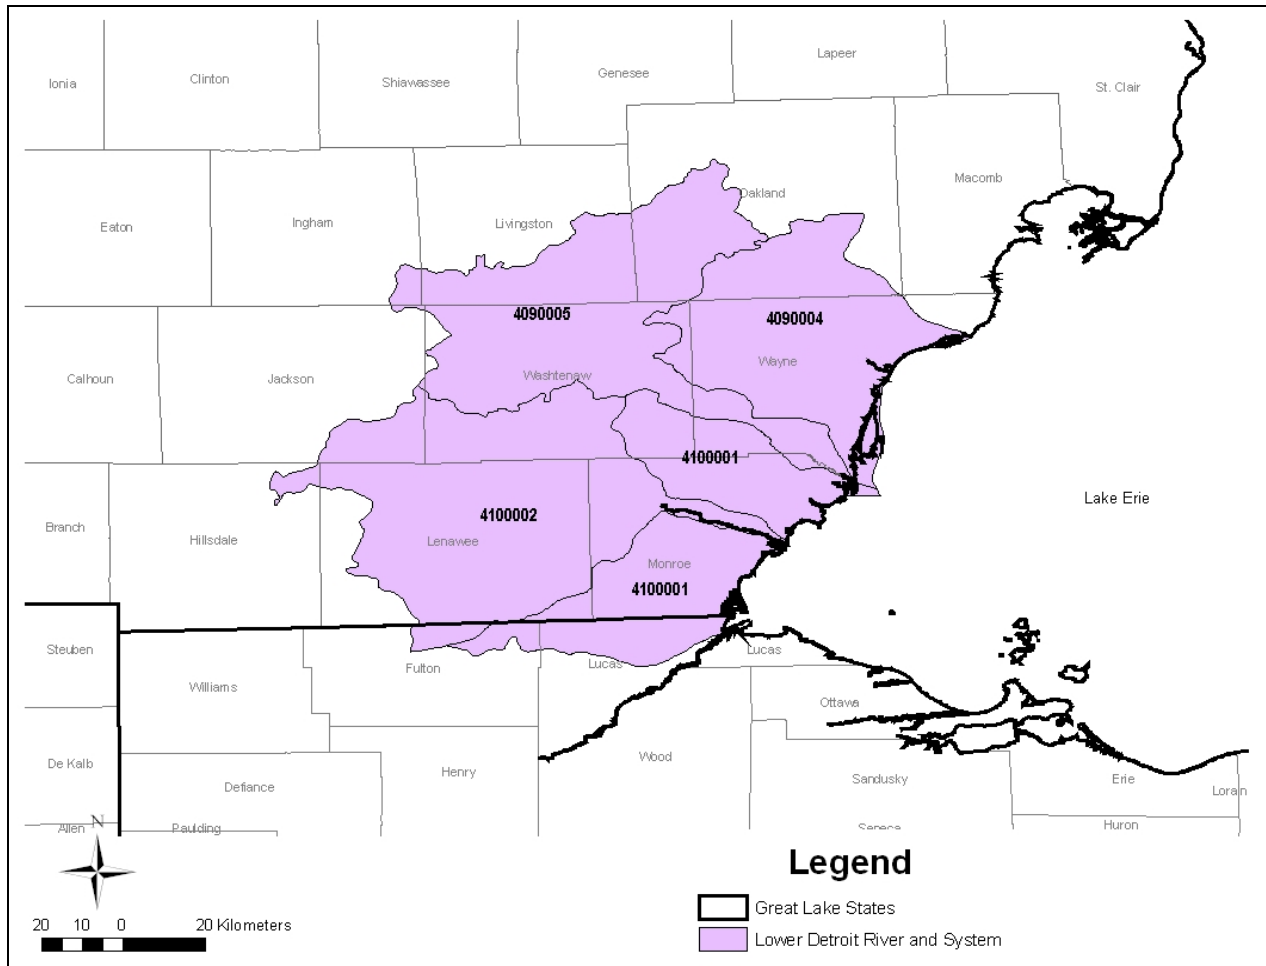 Lapeer
Genesee
Ionia
Clinton
Shiawassee
St. Clair
Macomb
Oakland
Eaton
Ingham
Livingston
4090005
4090004
Wayne
Calhoun
Jackson
Washtenaw
4100001
Lake Erie
Branch
Hillsdale
4100002
Lenawee
Monroe
4100001
Steuben
Lucas
Lucas
Fulton
Williams
Ottawa
De Kalb
Henry
Wood
Defiance
Sandusky
Erie
Lorain
Allen
N
Paulding
Seneca
Huron
Legend
Great Lake States
20 10 0 20 Kilometers
Lower Detroit River and System